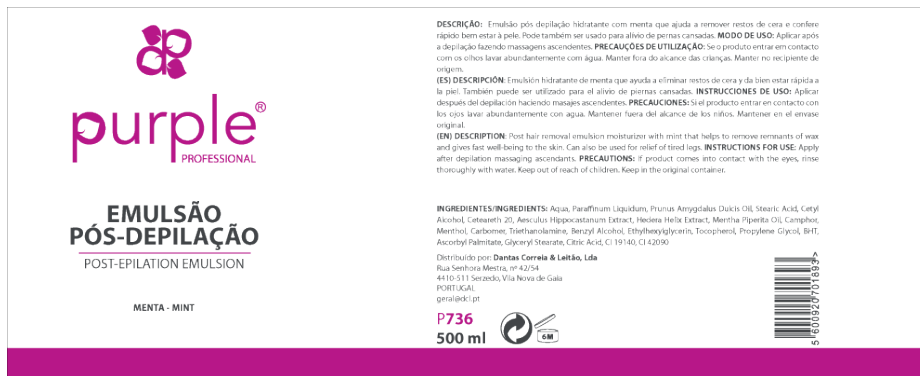 purple®
PROFESSIONAL
EMULSÃO
PÓS-DEPILAÇÃO
POST-EPILATION EMULSION
MENTA - MINT
DESCRIÇÃO: Emulsão pós depilação hidratante com menta que ajuda a remover restos de cera e confere
rápido bem estar à pele. Pode também ser usado para alívio de pernas cansadas. MODO DE USO: Aplicar após
a depilação fazendo massagens ascendentes. PRECAUÇÕES DE UTILIZAÇÃO: Se o produto entrar em contacto
com os olhos lavar abundantemente com água. Manter fora do alcance das crianças. Manter no recipiente de
origem.
(ES) DESCRIPCIÓN: Emulsión hidratante de menta que ayuda a eliminar restos de cera y da bien estar rápida a
la piel. También puede ser utilizado para el alivio de piernas cansadas. INSTRUCCIONES DE USO: Aplicar
después del depilación haciendo masajes ascendentes. PRECAUCIONES: Si el producto entrar en contacto con
los ojos lavar abundantemente con agua. Mantener fuera del alcance de los niños. Mantener en el envase
original.
(EN) DESCRIPTION: Post hair removal emulsion moisturizer with mint that helps to remove remnants of wax
and gives fast well-being to the skin. Can also be used for relief of tired legs. INSTRUCTIONS FOR USE: Apply
after depilation massaging ascendants. PRECAUTIONS: If product comes into contact with the eyes, rinse
thoroughly with water. Keep out of reach of children. Keep in the original container.
INGREDIENTES/INGREDIENTS: Aqua, Paraffinum Liquidum, Prunus Amygdalus Dulcis Oil, Stearic Acid, Cetyl
Alcohol, Ceteareth 20, Aesculus Hippocastanum Extract, Hedera Helix Extract, Mentha Piperita Oil, Camphor,
Menthol, Carbomer, Triethanolamine, Benzyl Alcohol, Ethylhexylglycerin, Tocopherol, Propylene Glycol, BHT,
Ascorbyl Palmitate, Glyceryl Stearate, Citric Acid, CI 19140, CI 42090
Distribuído por: Dantas Correia & Leitão, Lda
Rua Senhora Mestra, nº 42/54
4410-511 Serzedo, Vila Nova de Gaia
PORTUGAL
geral@dcl.pt
P736
500 ml
6M
5 600920 701893>